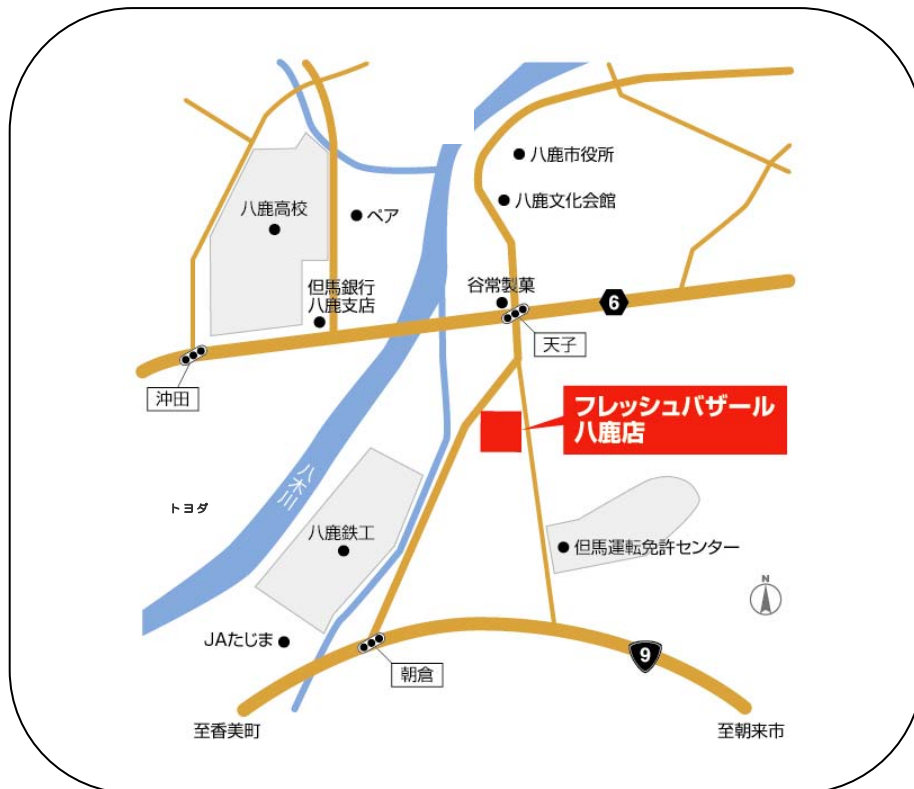 八鹿市役所
八鹿高校
ペア
八鹿文化会館
但馬銀行
八鹿支店
谷常製菓
6
天子
沖田
フレッシュバザール
八鹿店
八木川
トヨダ
八鹿鉄工
但馬運転免許センター
N
JAたじま
朝倉
9
至香美町
至朝来市